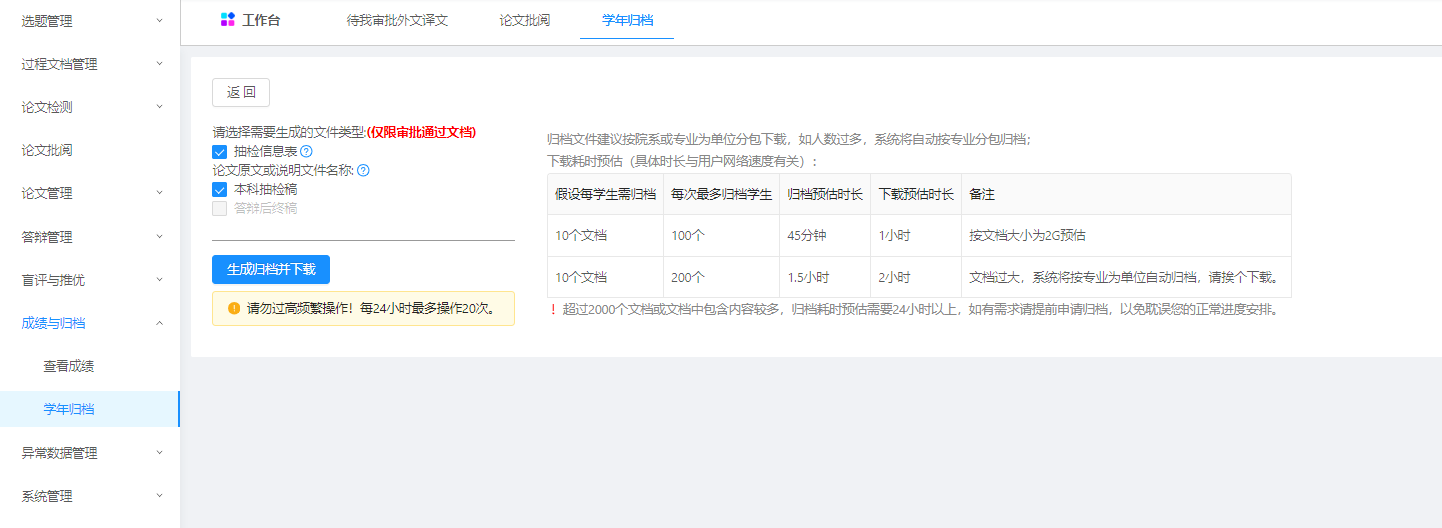 选题管理
过程文档管理
论文检测
论文批阅
论文管理
答辩管理
盲评与推优
成绩与归档
查看成绩
学年归档
异常数据管理
系统管理
工作台 待我审批外文译文 论文批阅 学年归档
返 回
请选择需要生成的文件类型:(仅限审批通过文档)
抽检信息表
论文原文或说明文件名称:
本科抽检稿
答辩后终稿
生成归档并下载
请勿过高频繁操作！每24小时最多操作20次。
归档文件建议按院系或专业为单位分包下载，如人数过多，系统将自动按专业分包归档；
下载耗时预估（具体时长与用户网络速度有关）：
假设每学生需归档 每次最多归档学生 归档预估时长 下载预估时长 备注
10个文档 100个 45分钟 1小时 按文档大小为2G预估
10个文档 200个 1.5小时 2小时 文档过大，系统将按专业为单位自动归档，请挨个下载。
！超过2000个文档或文档中包含内容较多，归档耗时预估需要24小时以上，如有需求请提前申请归档，以免耽误您的正常进度安排。